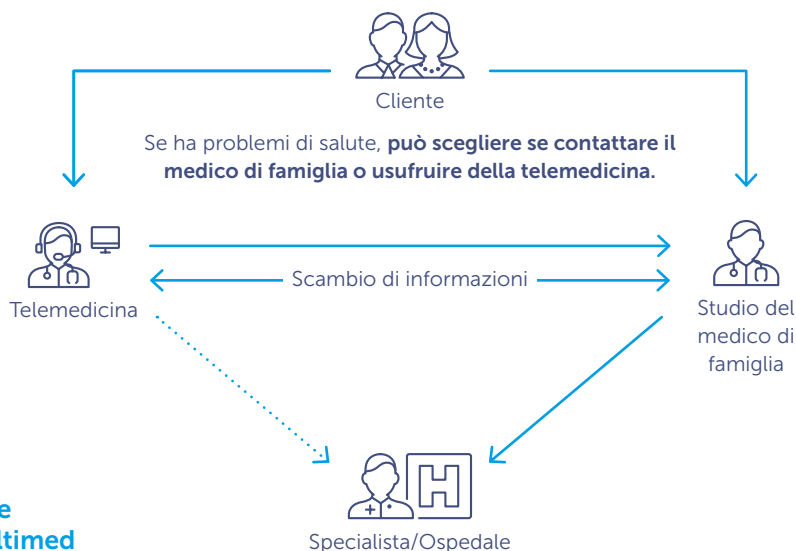 Cliente
Se ha problemi di salute, può scegliere se contattare il
medico di famiglia o usufruire della telemedicina.
Scambio di informazioni
Telemedicina
Studio del
medico di
famiglia
H
Specialista/Ospedale